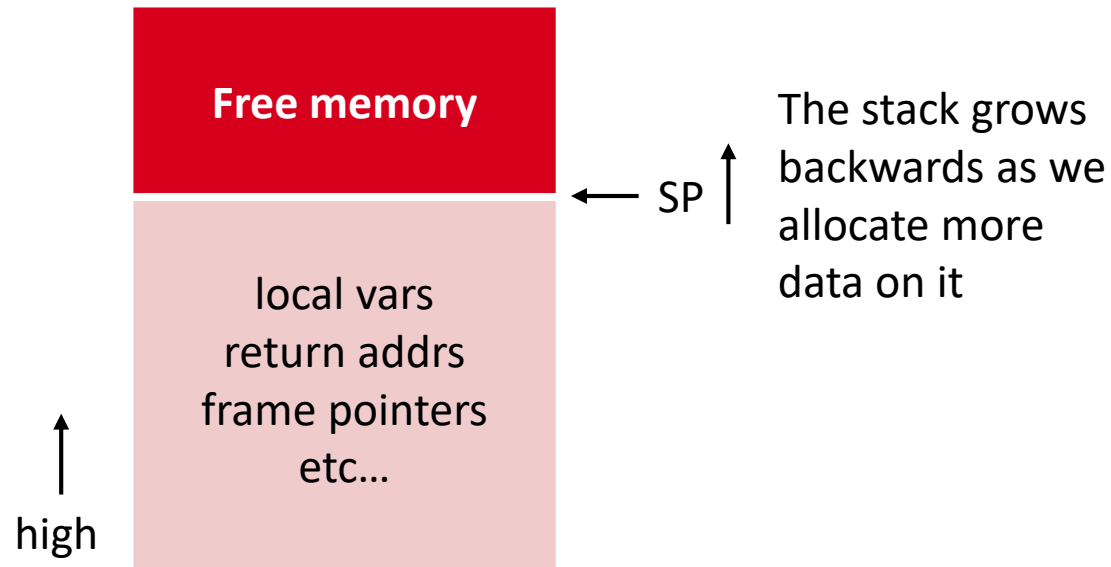 Free memory
SP
The stack grows
backwards as we
allocate more
data on it
local vars
return addrs
frame pointers
etc…
high